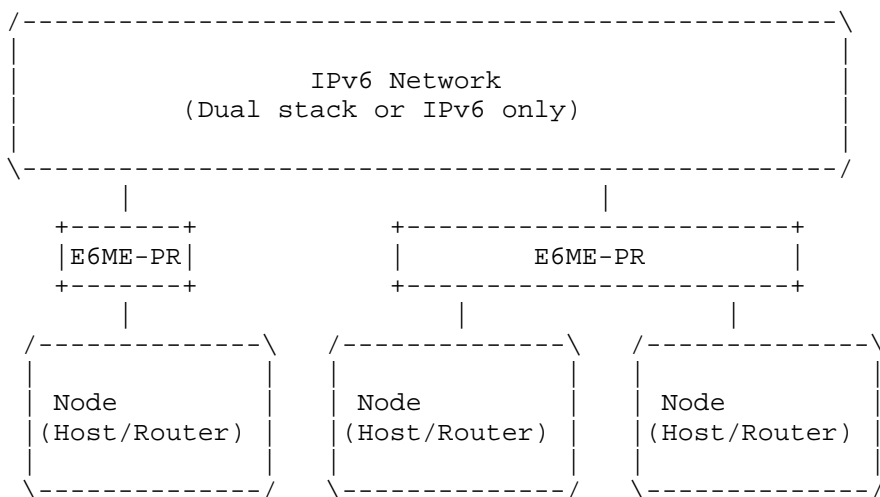 IPv6 Network
(Dual stack or IPv6 only)
E6ME-PR E6ME-PR
Node Node Node
(Host/Router) (Host/Router) (Host/Router)